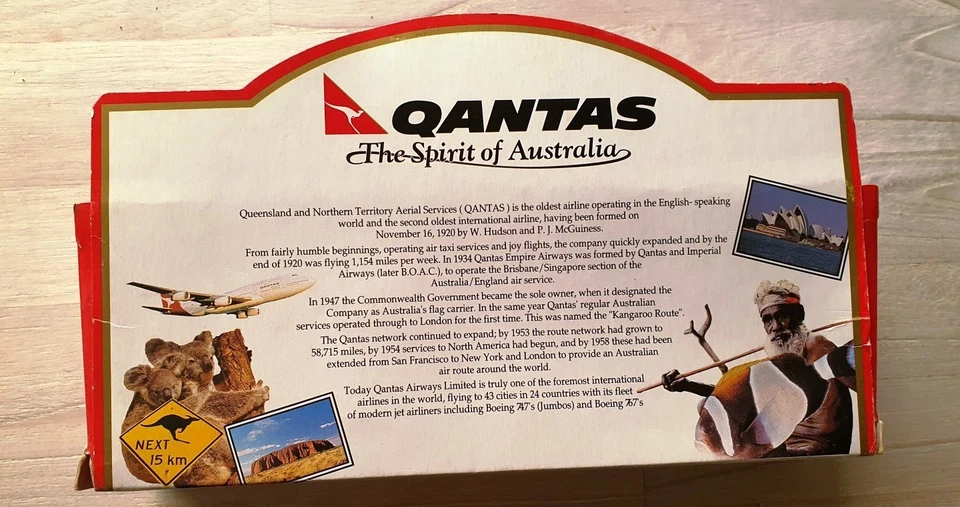 QANTAS
The Spirit of Australia
Queensland and Northern Territory Aerial Services ( QANTAS ) is the oldest airline operating in the English- speaking
world and the second oldest international airline, having been formed on
November 16, 1920 by W. Hudson and P. J. McGuiness.
From fairly humble beginnings, operating air taxi services and joy flights, the company quickly expanded and by the
end of 1920 was flying 1,154 miles per week. In 1934 Qantas Empire Airways was formed by Qantas and Imperial
Airways (later B.O.A.C.), to operate the Brisbane/Singapore section of the
Australia/England air service.
In 1947 the Commonwealth Government became the sole owner, when it designated the
Company as Australia's flag carrier. In the same year Qantas' regular Australian
services operated through to London for the first time. This was named the "Kangaroo Route".
The Qantas network continued to expand; by 1953 the route network had grown to
58,715 miles, by 1954 services to North America had begun, and by 1958 these had been
extended from San Francisco to New York and London to provide an Australian
air route around the world.
Today Qantas Airways Limited is truly one of the foremost international
airlines in the world, flying to 43 cities in 24 countries with its fleet
of modern jet airliners including Boeing 747's (Jumbos) and Boeing 767's
QANTAS
NEXT
15 km